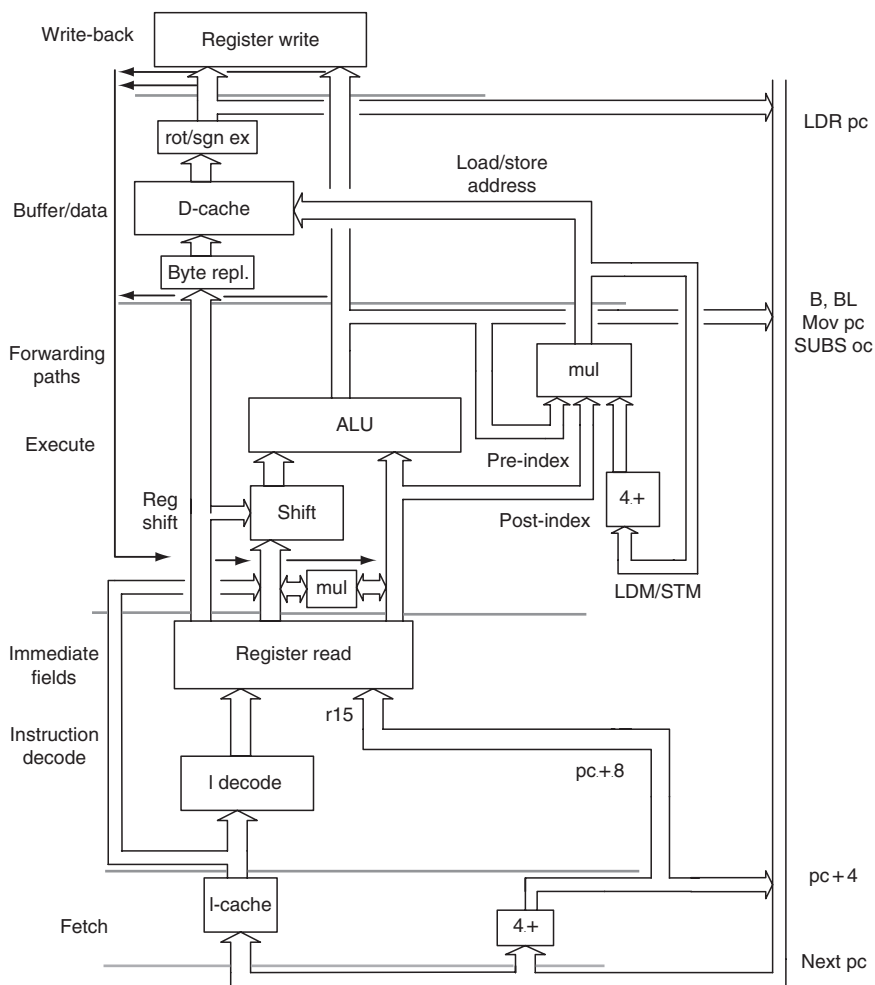 Write-back
Register write
LDR pc
rot/sgn ex
Load/store
address
Buffer/data
D-cache
Byte repl.
B, BL
Mov pc
SUBS oc
Forwarding
paths
mul
ALU
Execute
Pre-index
Reg
shift
Shift
4.+
Post-index
mul
LDM/STM
Immediate
fields
Register read
r15
Instruction
decode
pc.+.8
I decode
pc + 4
I-cache
Fetch
4.+
Next pc